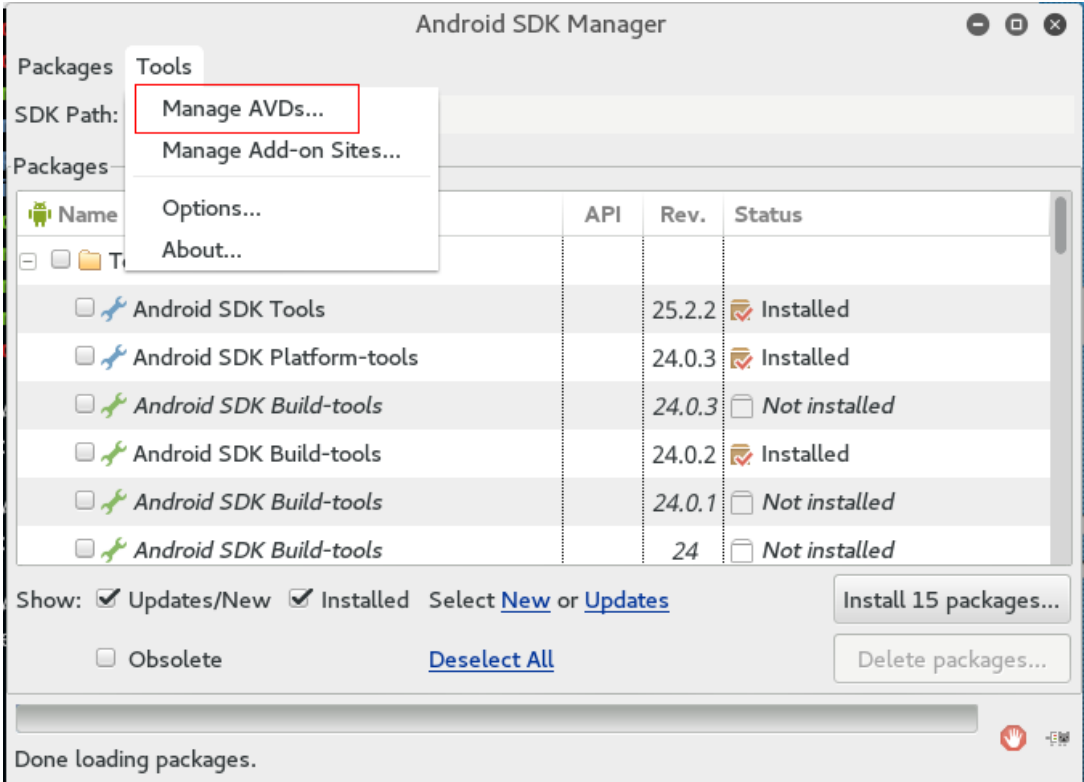 Android SDK Manager
Packages Tools
SDK Path:
Manage AVDs...
Manage Add-on Sites...
Options...
About...
Packages
Name API Rev. Status
Android SDK Tools 25.2.2 Installed
Android SDK Platform-tools 24.0.3 Installed
Android SDK Build-tools 24.0.3 Not installed
Android SDK Build-tools 24.0.2 Installed
Android SDK Build-tools 24.0.1 Not installed
Android SDK Build-tools 24 Not installed
Show: Updates/New Installed Select New or Updates Install 15 packages...
Obsolete Deselect All Delete packages...
Done loading packages.